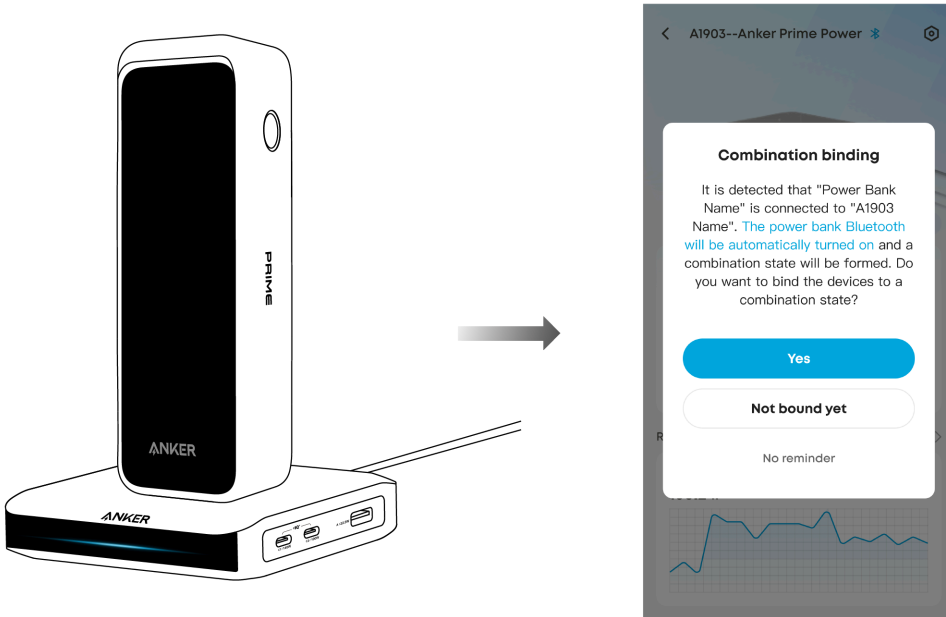 PRIME
ANKER
ANKER
A1903--Anker Prime Power
Combination binding
It is detected that "Power Bank
Name" is connected to "A1903
Name". The power bank Bluetooth
will be automatically turned on and a
combination state will be formed. Do
you want to bind the devices to a
combination state?
Yes
Not bound yet
No reminder